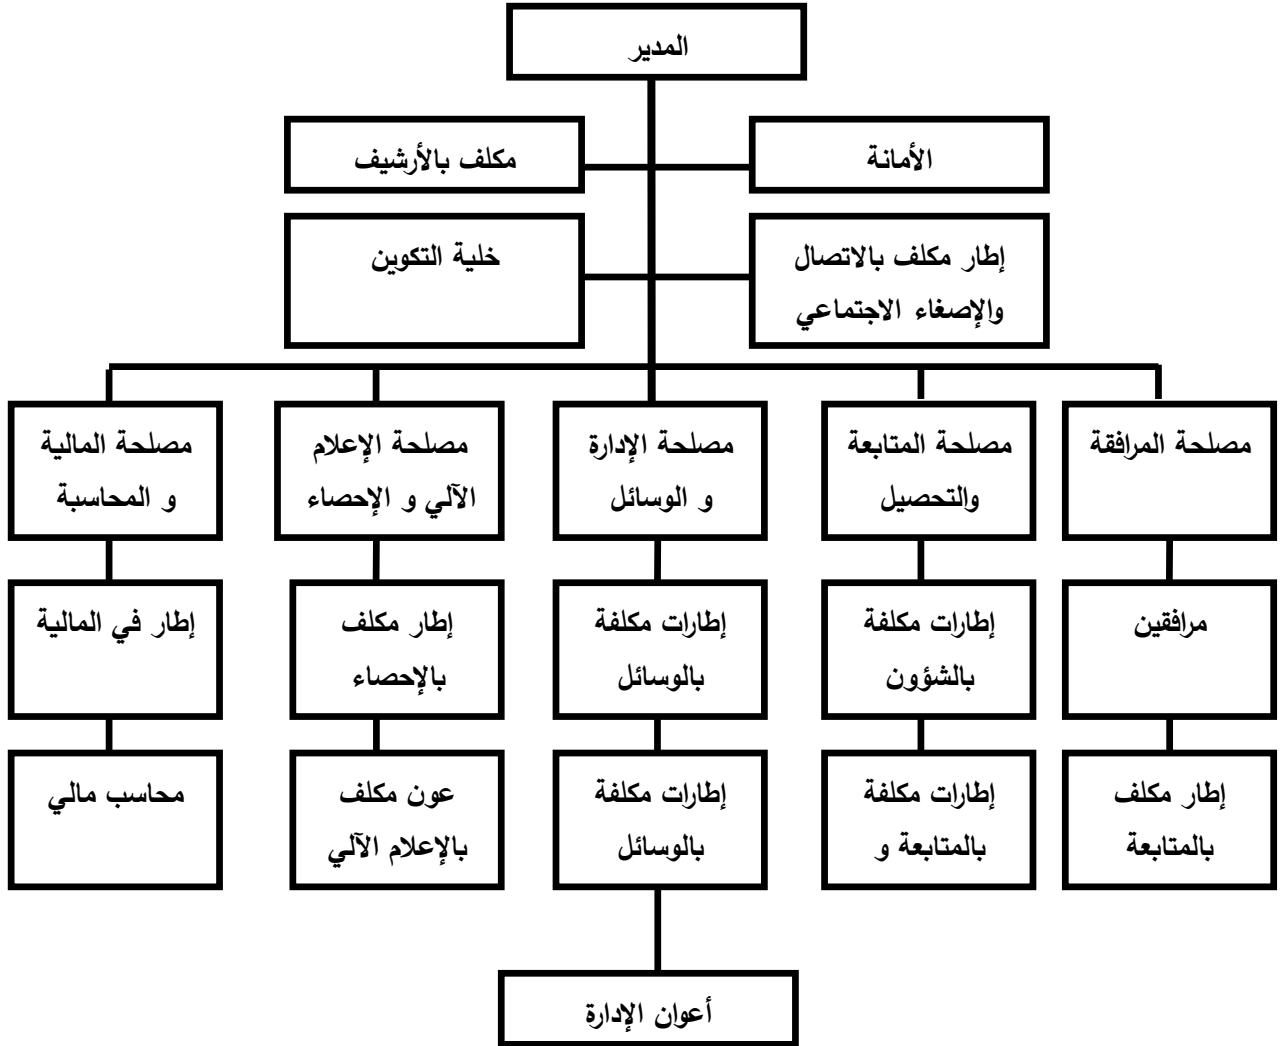 المدير
الأمانة
مكلف بالأرشيف
إطار مكلف بالاتصال
والإصغاء الاجتماعي
خلية التكوين
مصلحة المرافقة
مصلحة المتابعة
والتحصيل
مصلحة الإدارة
و الوسائل
مصلحة الإعلام
الآلي و الإحصاء
مصلحة المالية
و المحاسبة
مرافقين
إطارات مكلفة
بالشؤون
إطارات مكلفة
بالوسائل
إطار مكلف
بالإحصاء
إطار في المالية
إطار مكلف
بالمتابعة
إطارات مكلفة
بالمتابعة و
إطارات مكلفة
بالوسائل
عون مكلف
بالإعلام الآلي
محاسب مالي
أعوان الإدارة